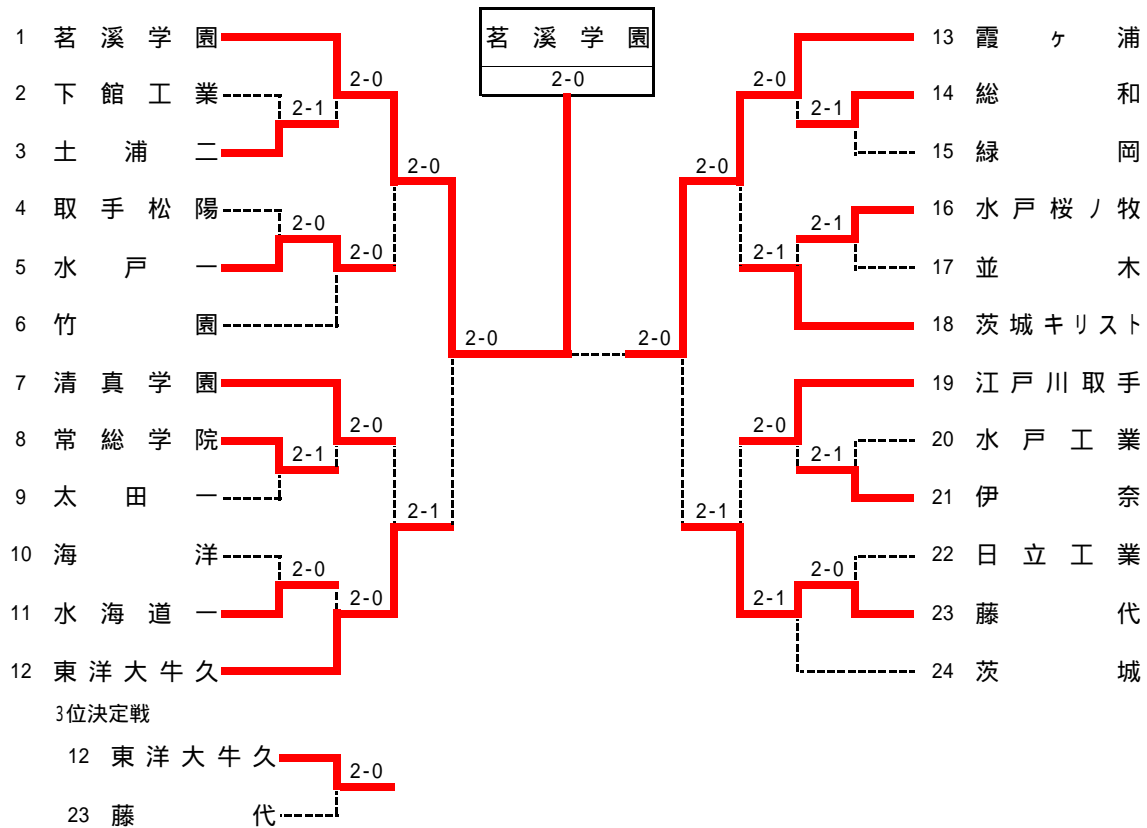 茗溪学園
2-0
1 茗溪学園
2 下館工業
3 土浦二
4 取手松陽
5 水戸一
6 竹園
7 清真学園
8 常総学院
9 太田一
10 海洋
11 水海道一
12 東洋大牛久
2-1
2-0
2-1
2-0
2-0
2-0
2-0
2-0
2-0
2-0
2-1
2-0
13 霞ヶ浦
14 総和
15 緑岡
16 水戸桜ノ牧
17 並木
18 茨城キリスト
19 江戸川取手
20 水戸工業
21 伊奈
22 日立工業
23 藤代
24 茨城
2-1
2-1
2-1
2-0
2-0
2-1
2-0
2-1
2-0
2-1
2-0
3位決定戦
12 東洋大牛久
2-0
23 藤代